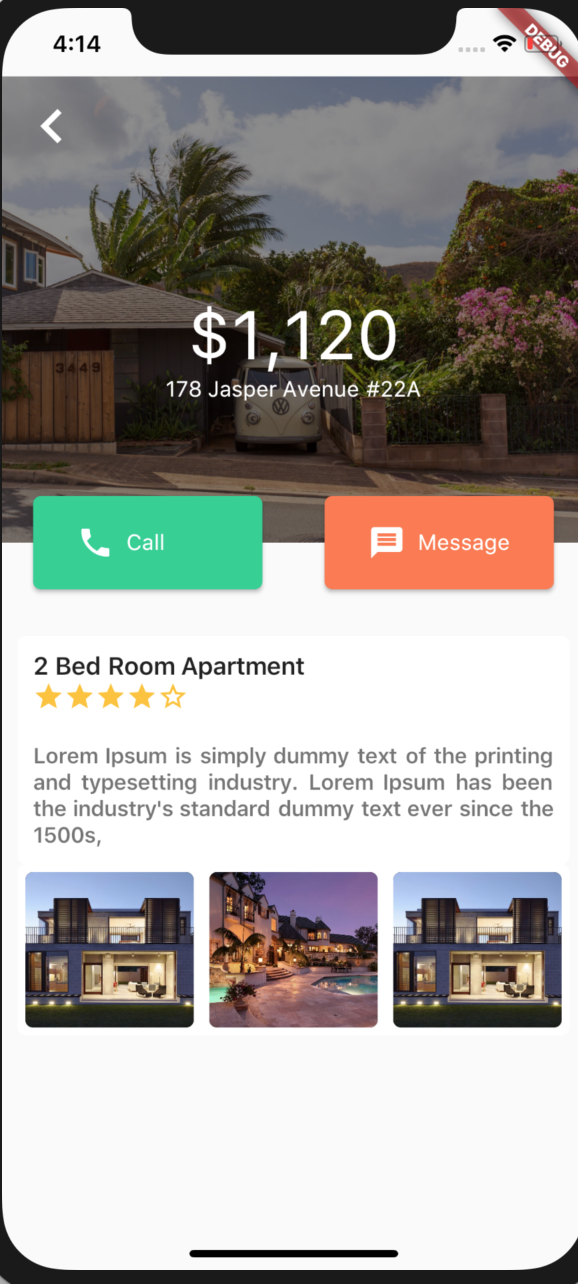 4:14
DEBUG
3449
$1,120
178 Jasper Avenue #22A
Call
Message
2 Bed Room Apartment
Lorem Ipsum is simply dummy text of the printing
and typesetting industry. Lorem Ipsum has been
the industry's standard dummy text ever since the
1500s,